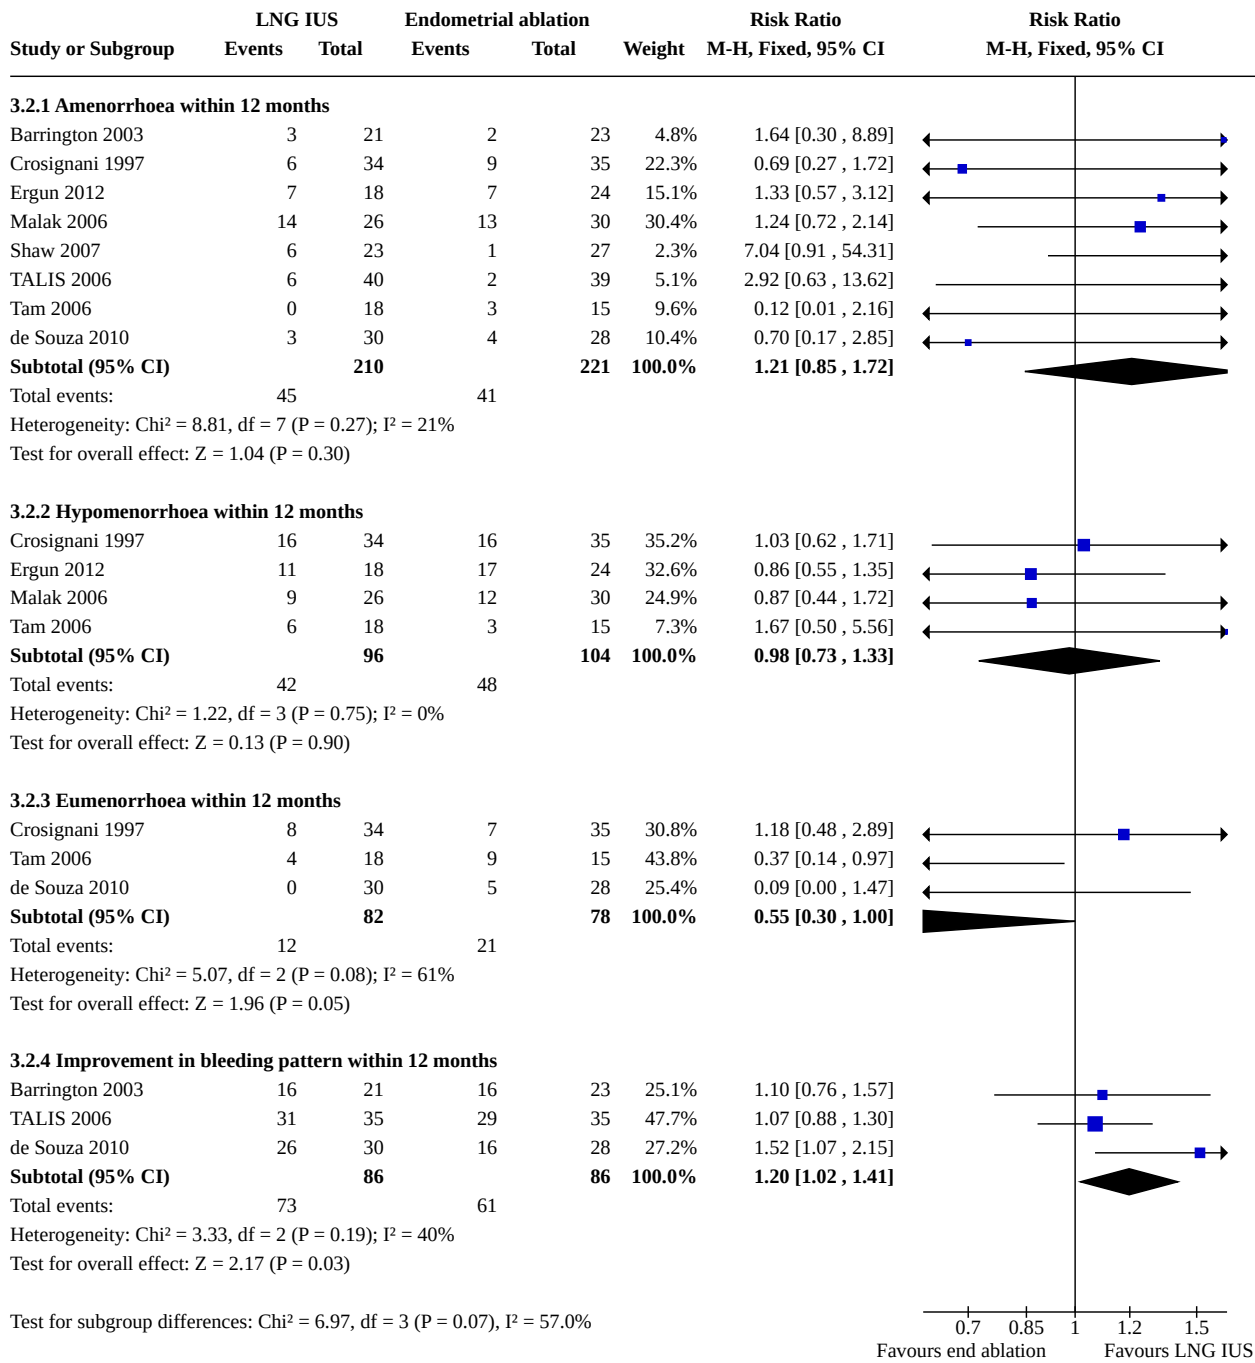 LNG IUS Endometrial ablation Risk Ratio Risk Ratio
Study or Subgroup Events Total Events Total Weight M-H, Fixed, 95% CI M-H, Fixed, 95% CI
3.2.1 Amenorrhoea within 12 months
Barrington 2003 3 21 2 23 4.8% 1.64 [0.30 , 8.89]
Crosignani 1997 6 34 9 35 22.3% 0.69 [0.27 , 1.72]
Ergun 2012 7 18 7 24 15.1% 1.33 [0.57 , 3.12]
Malak 2006 14 26 13 30 30.4% 1.24 [0.72 , 2.14]
Shaw 2007 6 23 1 27 2.3% 7.04 [0.91 , 54.31]
TALIS 2006 6 40 2 39 5.1% 2.92 [0.63 , 13.62]
Tam 2006 0 18 3 15 9.6% 0.12 [0.01 , 2.16]
de Souza 2010 3 30 4 28 10.4% 0.70 [0.17 , 2.85]
Subtotal (95% CI) 210 221 100.0% 1.21 [0.85 , 1.72]
Total events: 45 41
Heterogeneity: Chi² = 8.81, df = 7 (P = 0.27); I² = 21%
Test for overall effect: Z = 1.04 (P = 0.30)
3.2.2 Hypomenorrhoea within 12 months
Crosignani 1997 16 34 16 35 35.2% 1.03 [0.62 , 1.71]
Ergun 2012 11 18 17 24 32.6% 0.86 [0.55 , 1.35]
Malak 2006 9 26 12 30 24.9% 0.87 [0.44 , 1.72]
Tam 2006 6 18 3 15 7.3% 1.67 [0.50 , 5.56]
Subtotal (95% CI) 96 104 100.0% 0.98 [0.73 , 1.33]
Total events: 42 48
Heterogeneity: Chi² = 1.22, df = 3 (P = 0.75); I² = 0%
Test for overall effect: Z = 0.13 (P = 0.90)
3.2.3 Eumenorrhoea within 12 months
Crosignani 1997 8 34 7 35 30.8% 1.18 [0.48 , 2.89]
Tam 2006 4 18 9 15 43.8% 0.37 [0.14 , 0.97]
de Souza 2010 0 30 5 28 25.4% 0.09 [0.00 , 1.47]
Subtotal (95% CI) 82 78 100.0% 0.55 [0.30 , 1.00]
Total events: 12 21
Heterogeneity: Chi² = 5.07, df = 2 (P = 0.08); I² = 61%
Test for overall effect: Z = 1.96 (P = 0.05)
3.2.4 Improvement in bleeding pattern within 12 months
Barrington 2003 16 21 16 23 25.1% 1.10 [0.76 , 1.57]
TALIS 2006 31 35 29 35 47.7% 1.07 [0.88 , 1.30]
de Souza 2010 26 30 16 28 27.2% 1.52 [1.07 , 2.15]
Subtotal (95% CI) 86 86 100.0% 1.20 [1.02 , 1.41]
Total events: 73 61
Heterogeneity: Chi² = 3.33, df = 2 (P = 0.19); I² = 40%
Test for overall effect: Z = 2.17 (P = 0.03)
Test for subgroup differences: Chi² = 6.97, df = 3 (P = 0.07), I² = 57.0%
0.7 0.85 1 1.2 1.5
Favours end ablation Favours LNG IUS